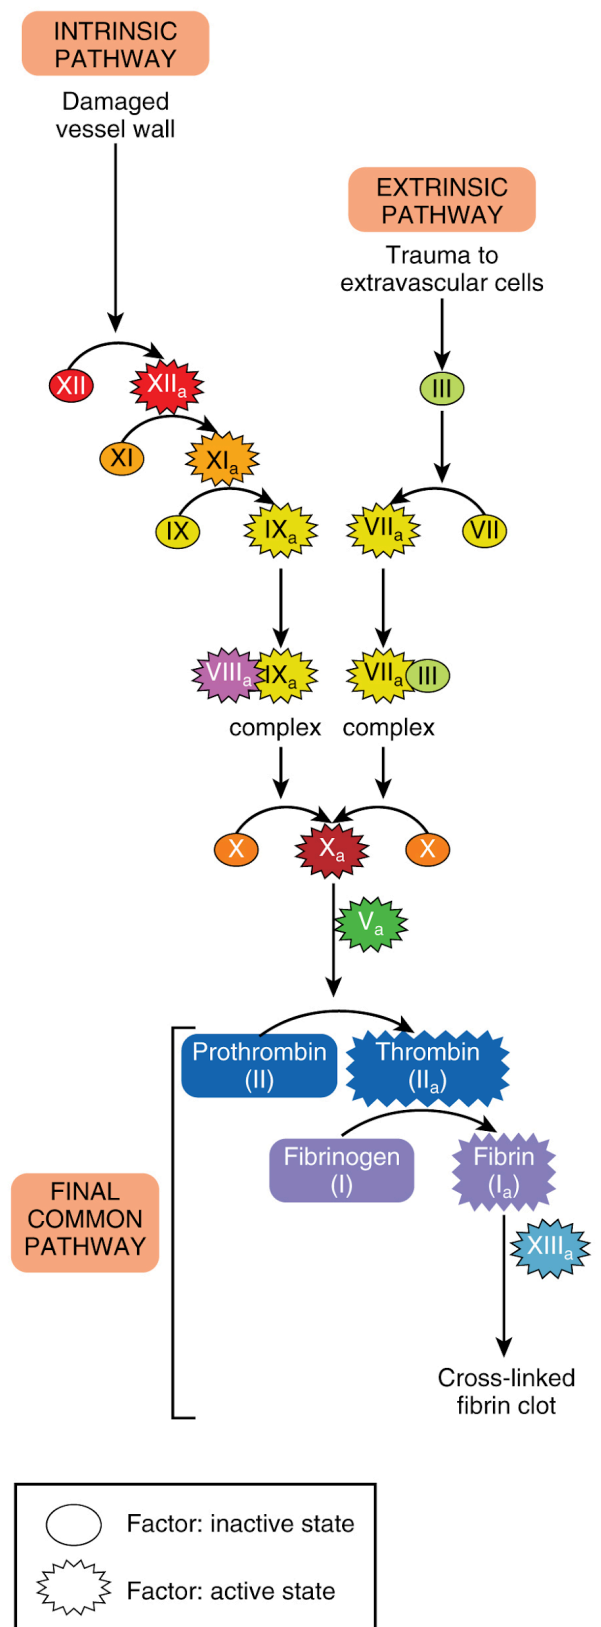 INTRINSIC
PATHWAY
Damaged
vessel wall
EXTRINSIC
PATHWAY
Trauma to
extravascular cells
XII
XIIa
III
XI
XIa
IX
IXa
VIIa
VII
VIIIa
IXa
VIIa
III
complex
complex
X
Xa
X
Va
Prothrombin
(II)
Thrombin
(IIa)
Fibrinogen
(I)
Fibrin
(Ia)
FINAL
COMMON
PATHWAY
XIIIa
Cross-linked
fibrin clot
Factor: inactive state
Factor: active state